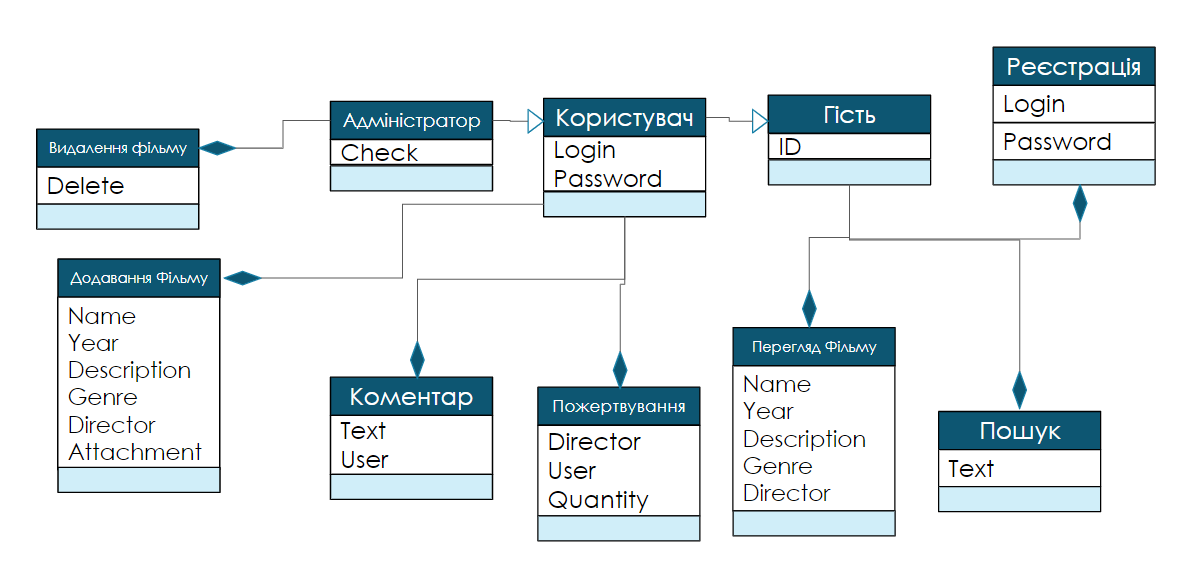 Видалення фільму
Delete
Адміністратор
Check
Користувач
Login
Password
Гість
ID
Реєстрація
Login
Password
Додавання Фільму
Name
Year
Description
Genre
Director
Attachment
Коментар
Text
User
Пожертвування
Director
User
Quantity
Перегляд Фільму
Name
Year
Description
Genre
Director
Пошук
Text